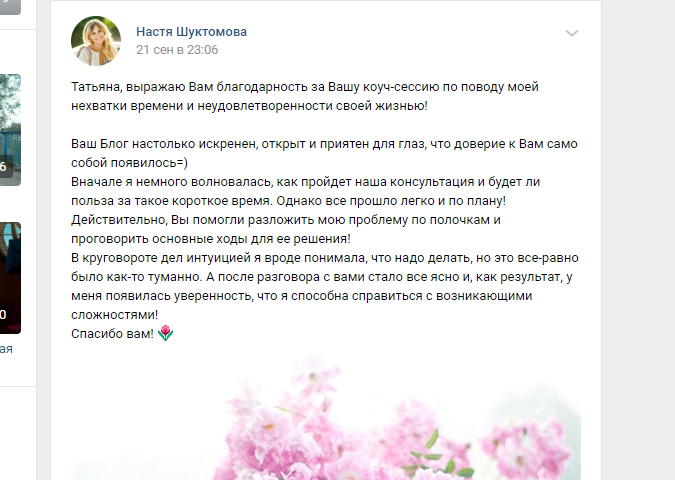 Настя Шуктомова
21 сен в 23:06
Татьяна, выражаю Вам благодарность за Вашу коуч-сессию по поводу моей
нехватки времени и неудовлетворенности своей жизнью!
Ваш Блог настолько искренен, открыт и приятен для глаз, что доверие к Вам само
собой появилось=)
Вначале я немного волновалась, как пройдет наша консультация и будет ли
польза за такое короткое время. Однако все прошло легко и по плану!
Действительно, Вы помогли разложить мою проблему по полочкам и
проговорить основные ходы для ее решения!
В круговороте дел интуицией я вроде понимала, что надо делать, но это все-равно
было как-то туманно. А после разговора с вами стало все ясно и, как результат, у
меня появилась уверенность, что я способна справиться с возникающими
сложностями!
Спасибо вам! 🌷
6
0
ая